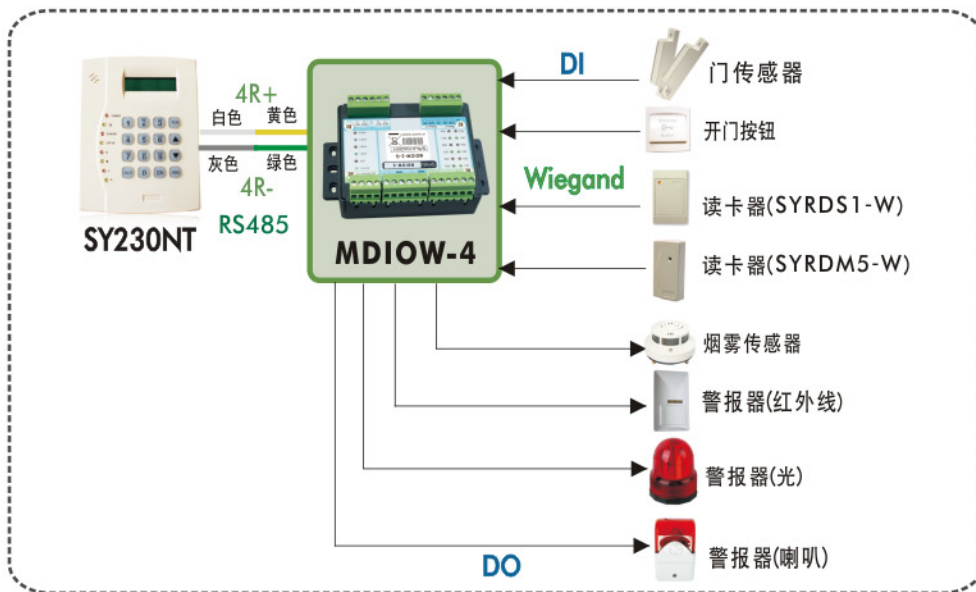 DI
门传感器
4R+
白色 黄色
开门按钮
灰色 绿色
4R-
RS485
SY230NT
MDIOW-4
Wiegand
读卡器(SYRDS1-W)
读卡器(SYRDM5-W)
烟雾传感器
警报器(红外线)
警报器(光)
警报器(喇叭)
DO